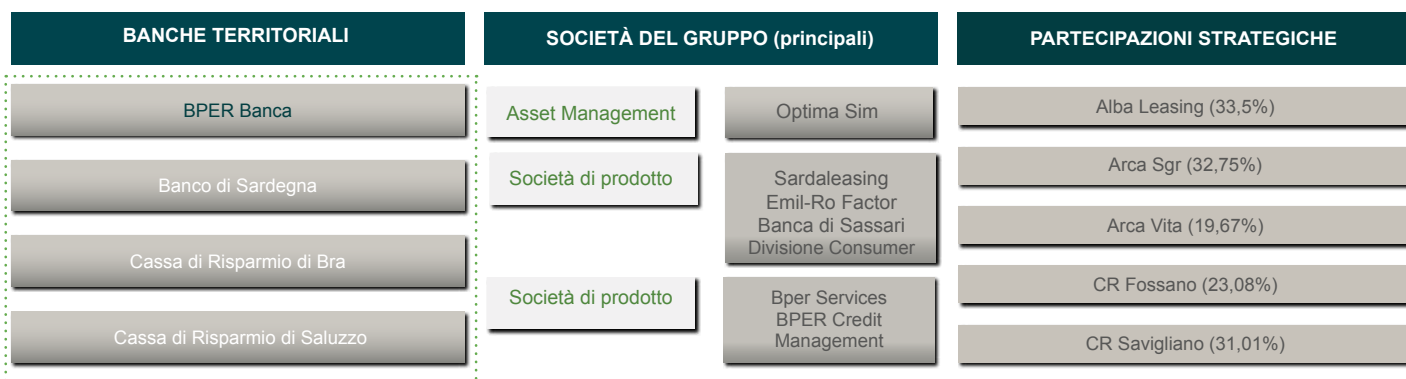 BANCHE TERRITORIALI
BPER Banca
Banco di Sardegna
Cassa di Risparmio di Bra
Cassa di Risparmio di Saluzzo
SOCIETÀ DEL GRUPPO (principali)
Asset Management
Optima Sim
Società di prodotto
Sardaleasing
Emil-Ro Factor
Banca di Sassari
Divisione Consumer
Società di prodotto
Bper Services
BPER Credit
Management
PARTECIPAZIONI STRATEGICHE
Alba Leasing (33,5%)
Arca Sgr (32,75%)
Arca Vita (19,67%)
CR Fossano (23,08%)
CR Savigliano (31,01%)